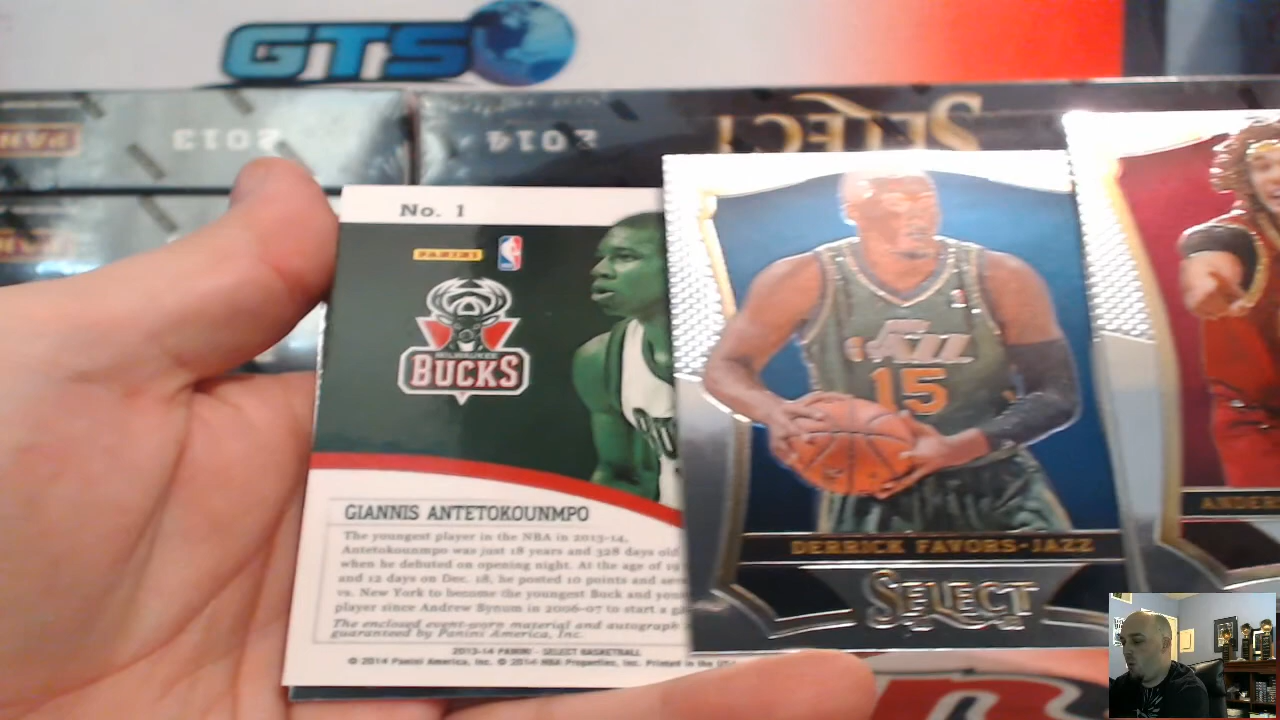 GTS
PANI
2013
2014
SELECT
No. 1
PANINI
MILWAUKEE
BUCKS
GIANNIS ANTETOKOUNMPO
The youngest player in the NBA in 2013-14,
Antetokounmpo was just 18 years and 328 days old
when he debuted on opening night. At the age of 19
and 12 days on Dec. 18, he posted 10 points and
vs. New York to become the youngest Buck and
player since Andrew Bynum in 2006-07 to start a
The enclosed event-worn material and autograph
guaranteed by Panini America, Inc.
2013-14 PANINI - SELECT BASKETBALL
© 2014 Panini America, Inc. © 2014 NBA Properties, Inc. Printed in the USA
JAZZ
15
DERRICK FAVORS-JAZZ
SELECT
ANDER